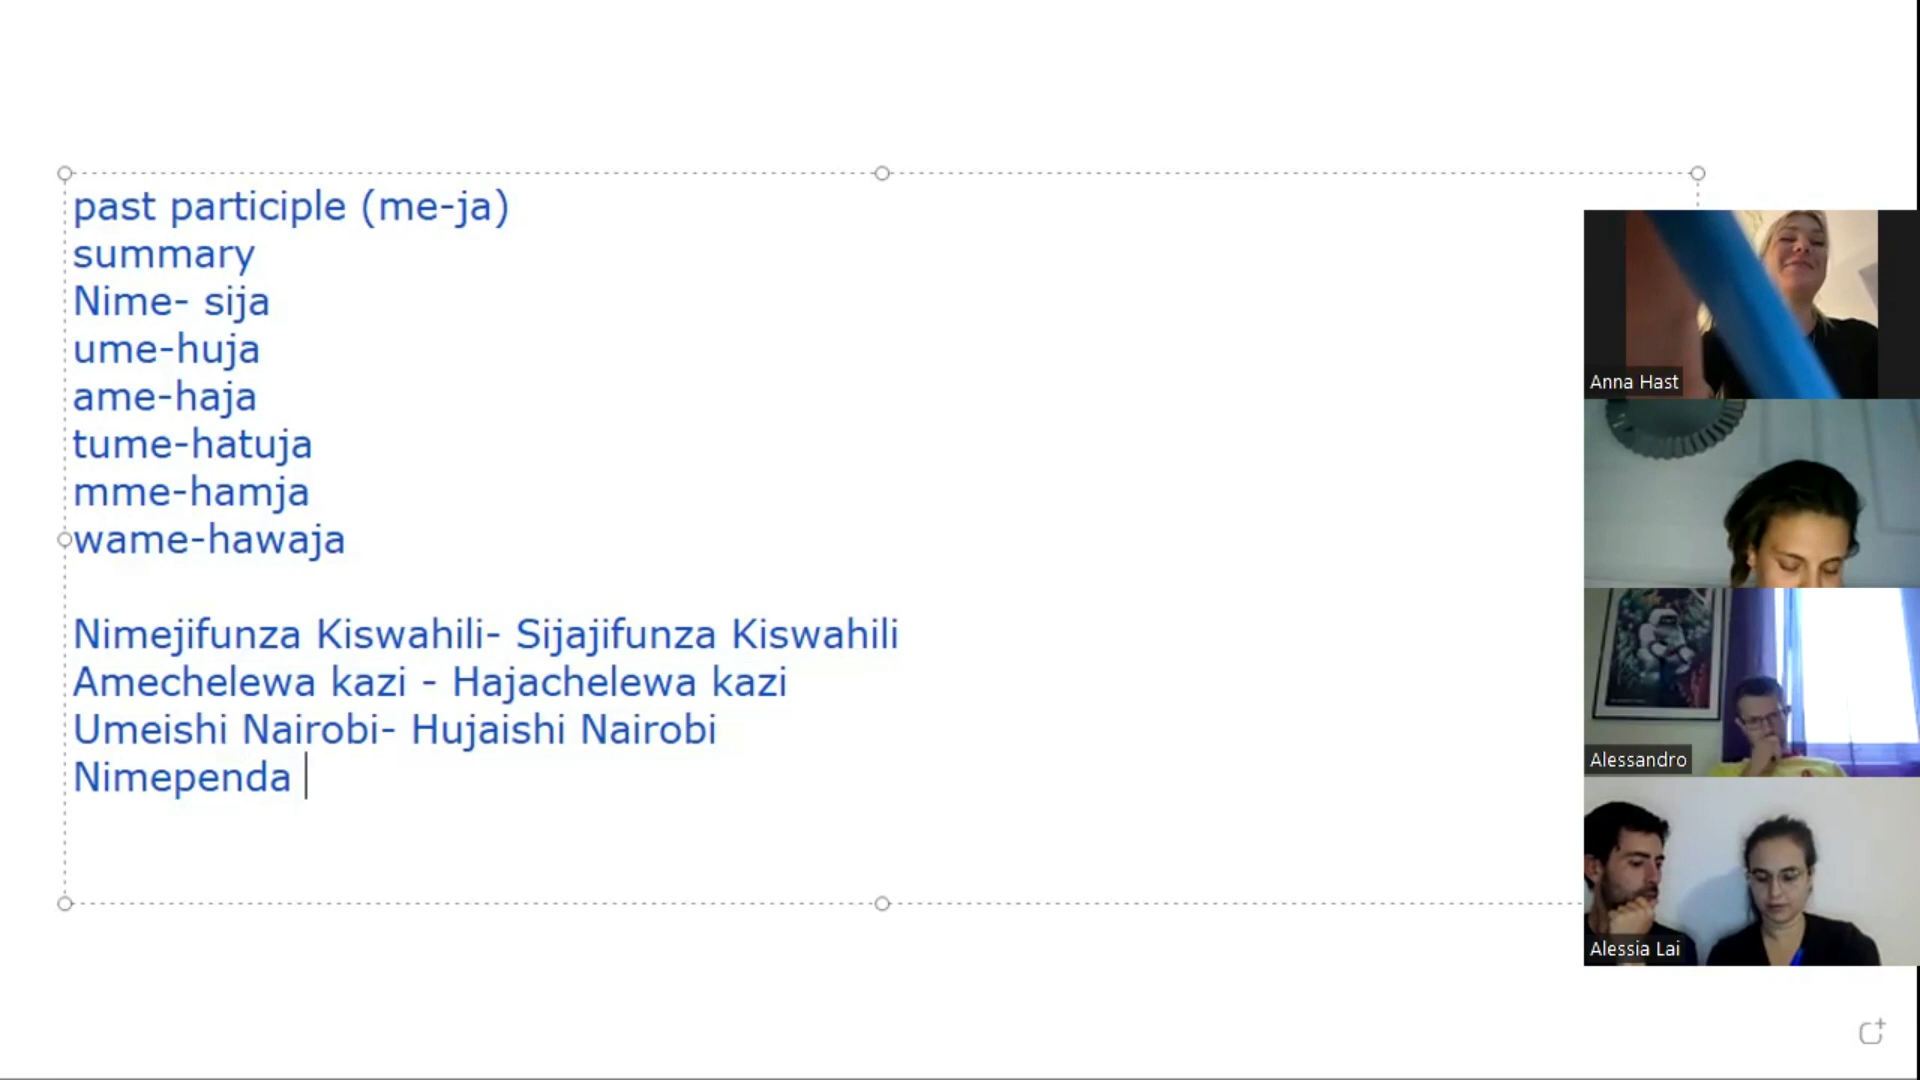 past participle (me-ja)
summary
Nime- sija
ume-huja
ame-haja
tume-hatuja
mme-hamja
wame-hawaja
Nimejifunza Kiswahili- Sijajifunza Kiswahili
Amechelewa kazi - Hajachelewa kazi
Umeishi Nairobi- Hujaishi Nairobi
Nimependa
Anna Hast
Alessandro
Alessia Lai